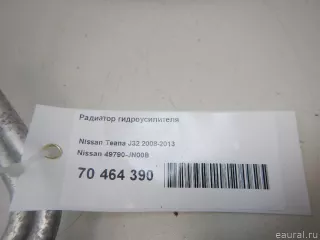 Радиатор гидроусилителя
Nissan Teana J32 2008-2013
Nissan 49790-JN00B
70 464 390
eaural.ru